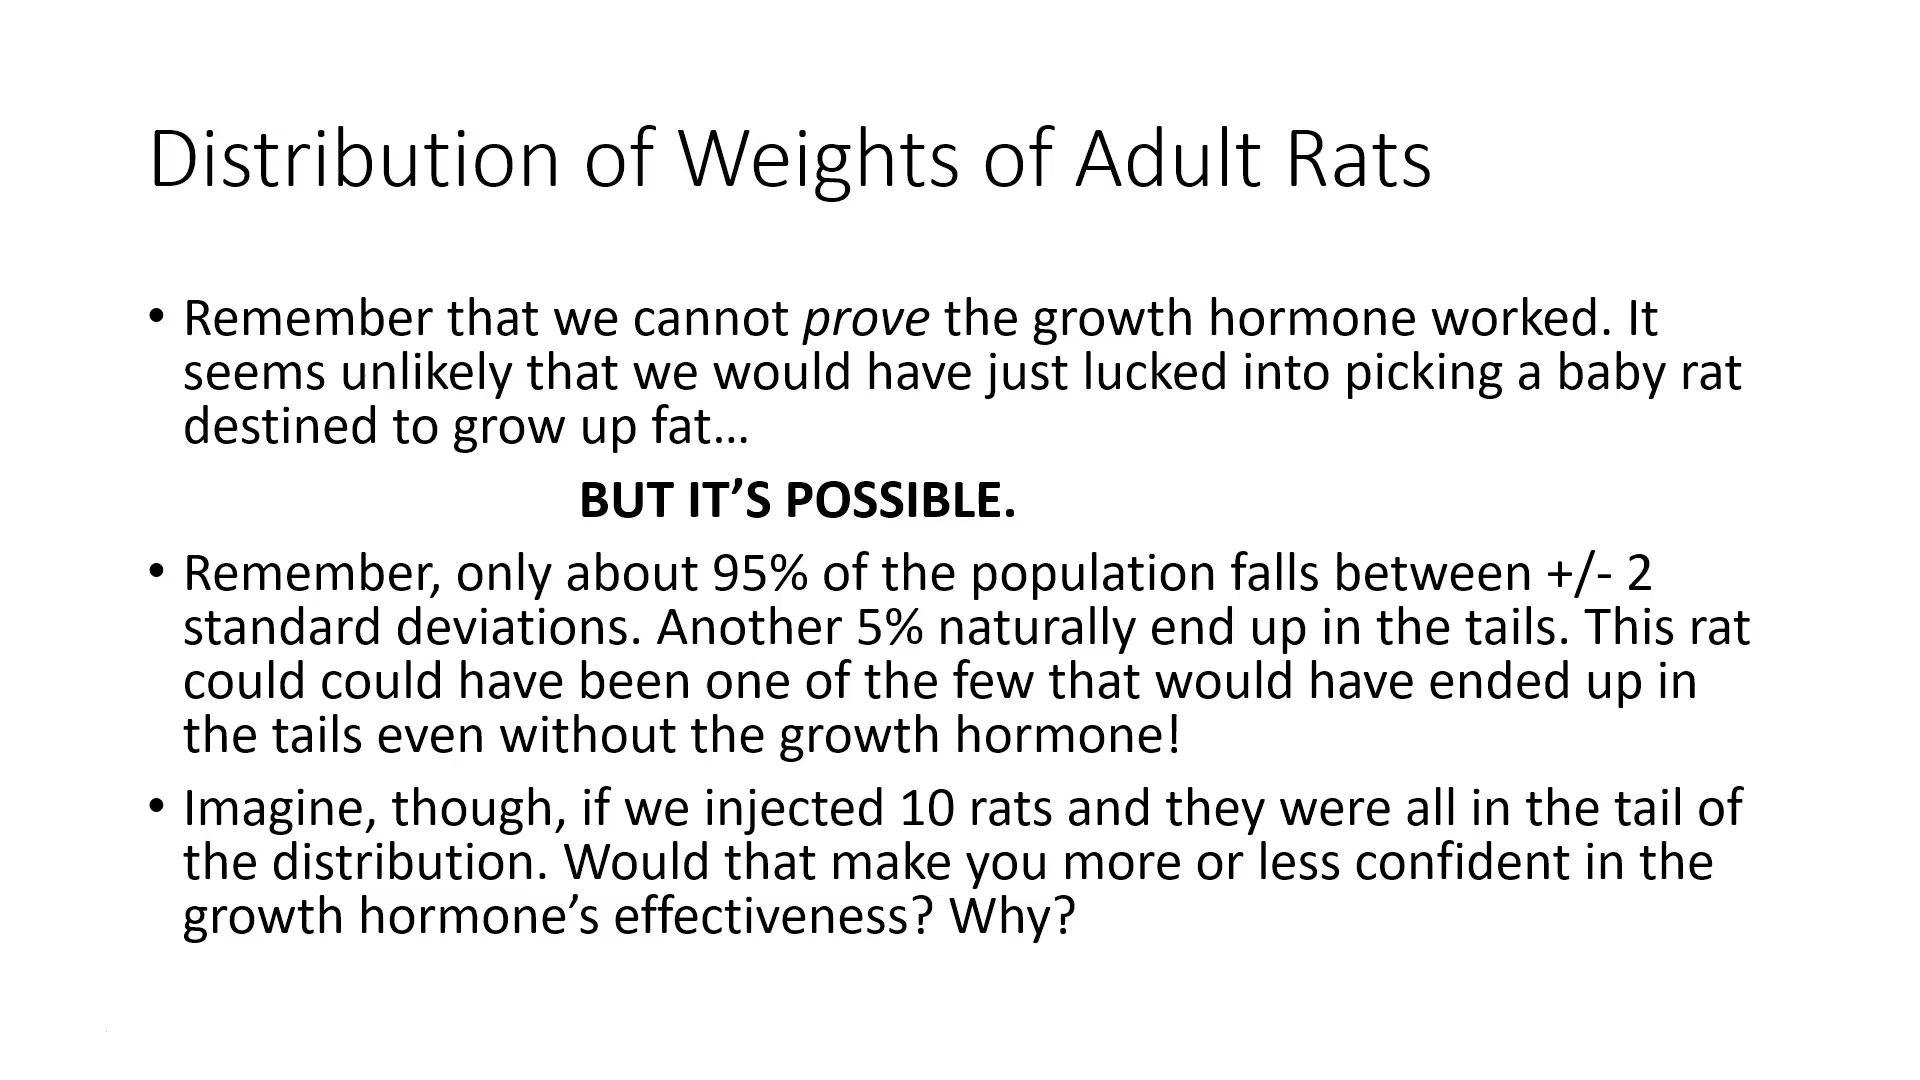 Distribution of Weights of Adult Rats
• Remember that we cannot prove the growth hormone worked. It
seems unlikely that we would have just lucked into picking a baby rat
destined to grow up fat…
BUT IT’S POSSIBLE.
• Remember, only about 95% of the population falls between +/- 2
standard deviations. Another 5% naturally end up in the tails. This rat
could could have been one of the few that would have ended up in
the tails even without the growth hormone!
• Imagine, though, if we injected 10 rats and they were all in the tail of
the distribution. Would that make you more or less confident in the
growth hormone’s effectiveness? Why?